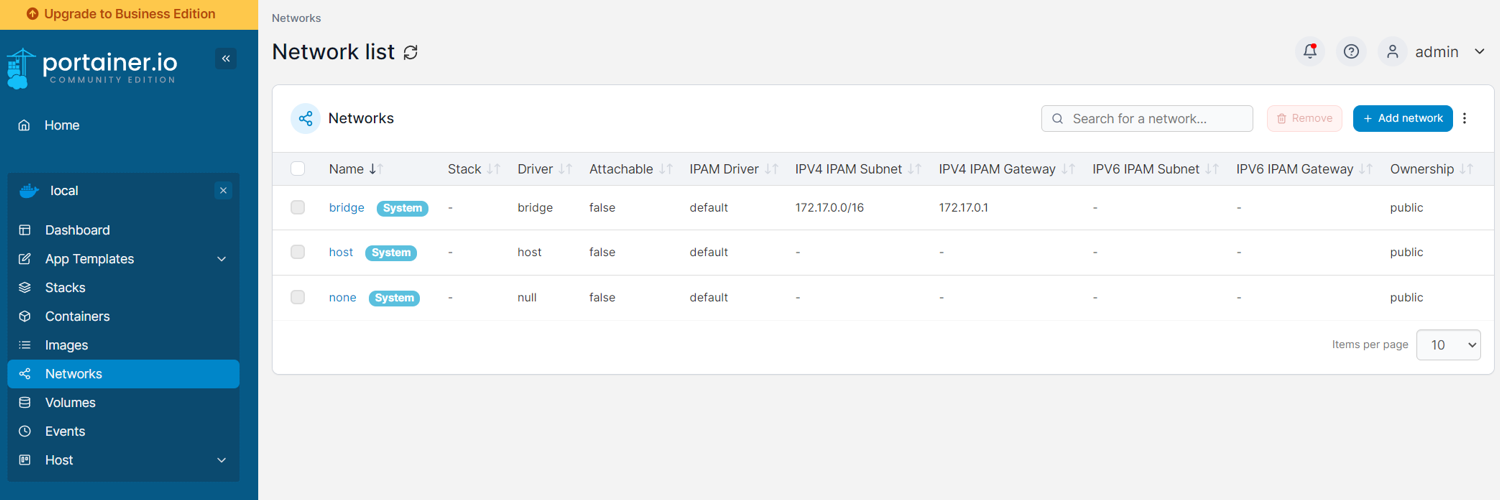 Upgrade to Business Edition
portainer.io
COMMUNITY EDITION
Home
local
Dashboard
App Templates
Stacks
Containers
Images
Networks
Volumes
Events
Host
Networks
Network list
admin
Networks
Search for a network...
Remove
+ Add network
Name Stack Driver Attachable IPAM Driver IPV4 IPAM Subnet IPV4 IPAM Gateway IPV6 IPAM Subnet IPV6 IPAM Gateway Ownership
bridge System - bridge false default 172.17.0.0/16 172.17.0.1 - - public
host System - host false default - - - - public
none System - null false default - - - - public
Items per page 10